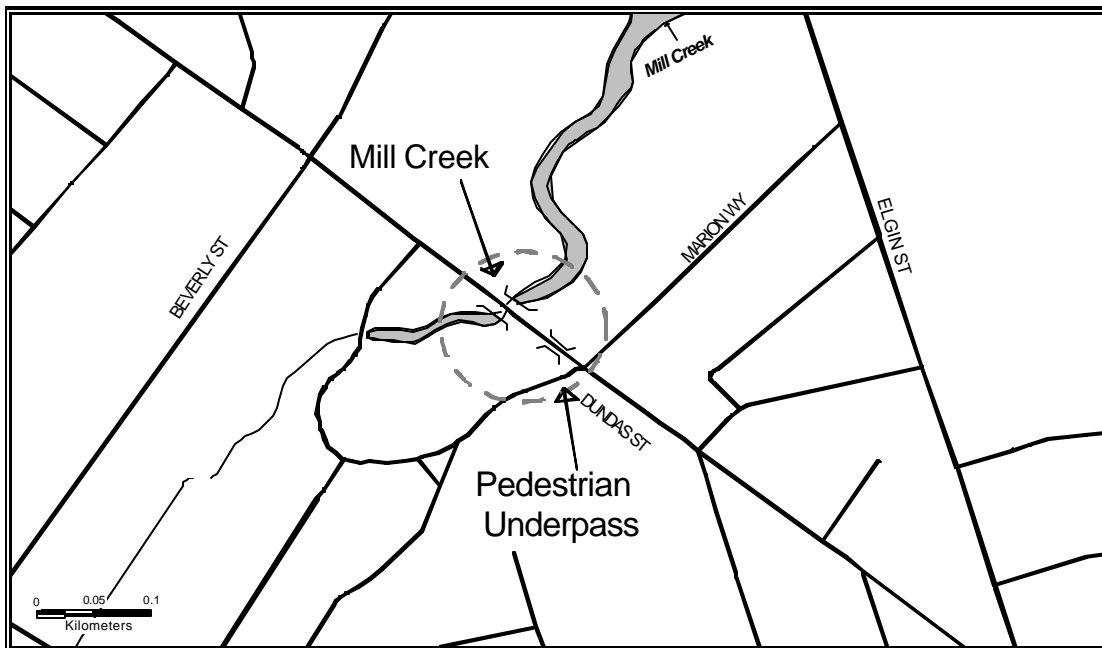 Mill Creek
Mill Creek
BEVERLY ST
MARION WY
ELGIN ST
DUNDAS ST
Pedestrian
Underpass
0 0.05 0.1
Kilometers